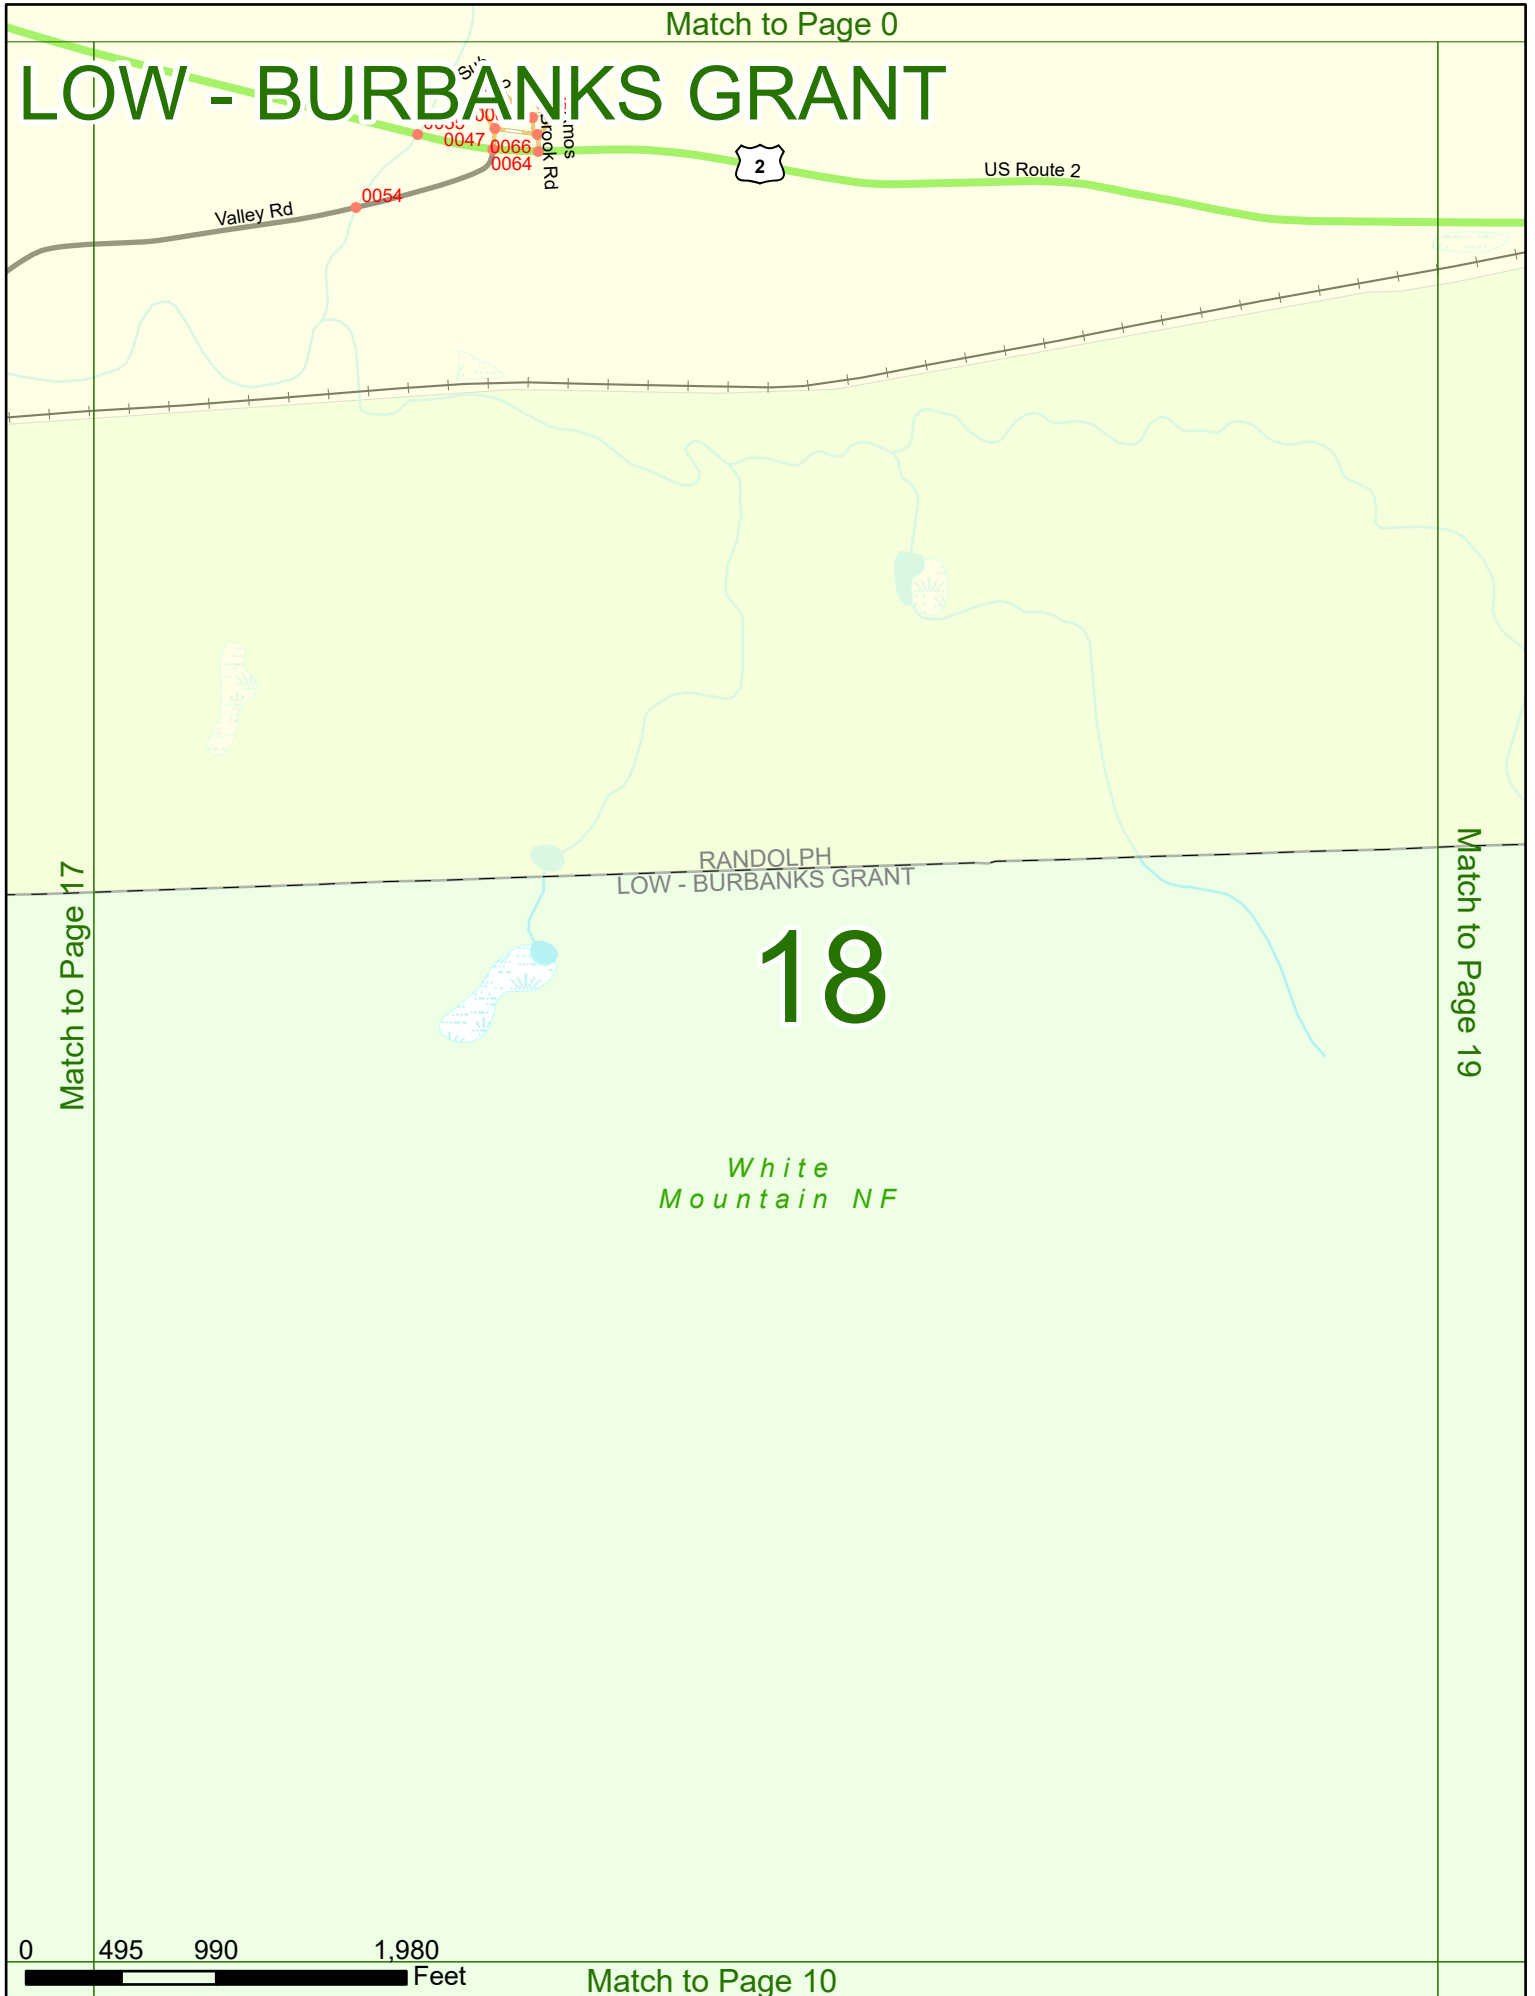 Match to Page 0
LOW - BURBANKS GRANT
0047
0066
0064
2
US Route 2
0054
Valley Rd
RANDOLPH
LOW - BURBANKS GRANT
Match to Page 17
18
Match to Page 19
White
Mountain NF
0 495 990 1,980
Feet
Match to Page 10